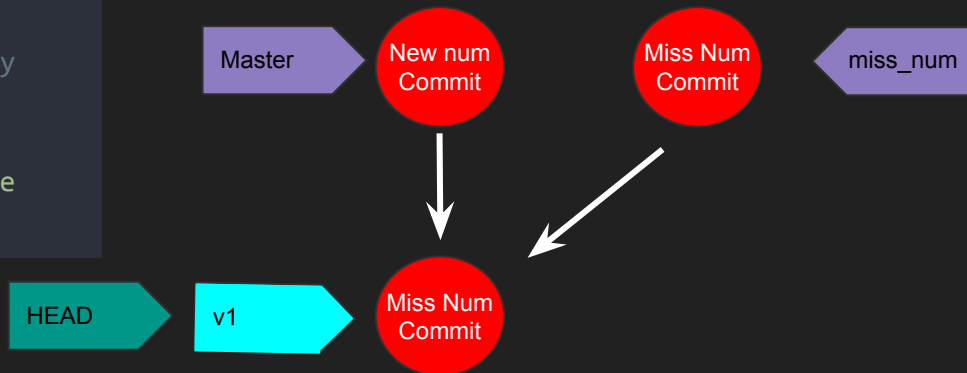 y
e
Master
New num
Commit
Miss Num
Commit
miss_num
HEAD
v1
Miss Num
Commit